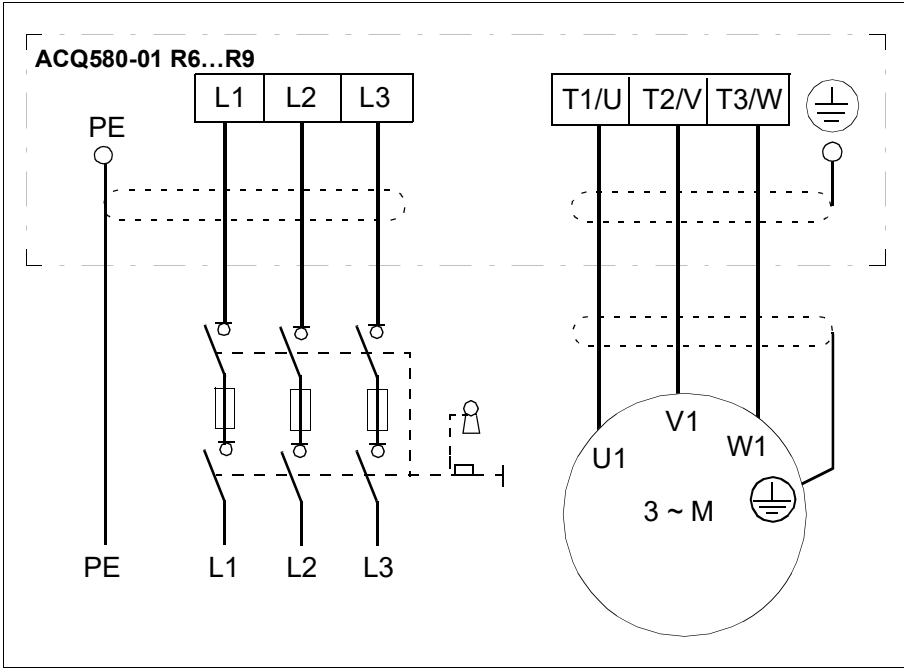 ACQ580-01 R6…R9
L1 L2 L3
T1/U T2/V T3/W
PE
V1
U1
W1
3 ~ M
PE L1 L2 L3